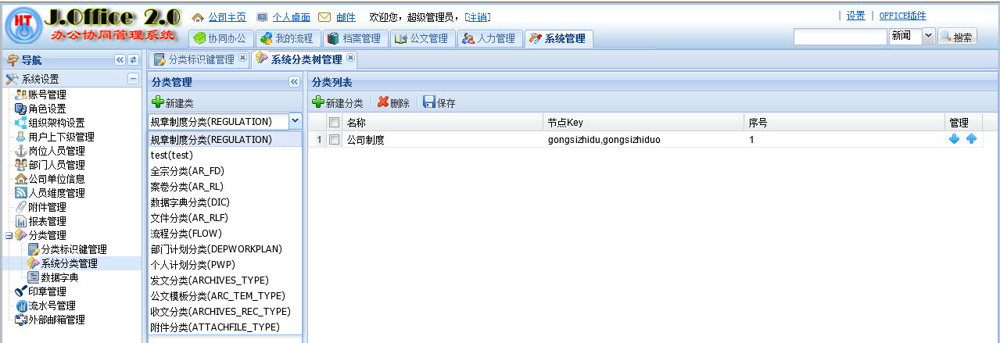 HT J.Office 2.0
办公协同管理系统
公司主页 个人桌面 邮件 欢迎您，超级管理员，[注销]
| 设置 | OFFICE插件
协同办公 我的流程 档案管理 公文管理 人力管理 系统管理
新闻 搜索
导航
系统设置
账号管理
角色设置
组织架构设置
用户上下级管理
岗位人员管理
部门人员管理
公司单位信息
人员维度管理
附件管理
报表管理
分类管理
分类标识键管理
系统分类管理
数据字典
印章管理
流水号管理
外部邮箱管理
分类标识键管理 系统分类树管理
分类管理
新建类
规章制度分类(REGULATION)
规章制度分类(REGULATION)
test(test)
全宗分类(AR_FD)
案卷分类(AR_RL)
数据字典分类(DIC)
文件分类(AR_RLF)
流程分类(FLOW)
部门计划分类(DEPWORKPLAN)
个人计划分类(PWP)
发文分类(ARCHIVES_TYPE)
公文模板分类(ARC_TEM_TYPE)
收文分类(ARCHIVES_REC_TYPE)
附件分类(ATTACHFILE_TYPE)
分类列表
新建分类 删除 保存
名称 节点Key 序号 管理
1 公司制度 gongsizhidu,gongsizhiduo 1